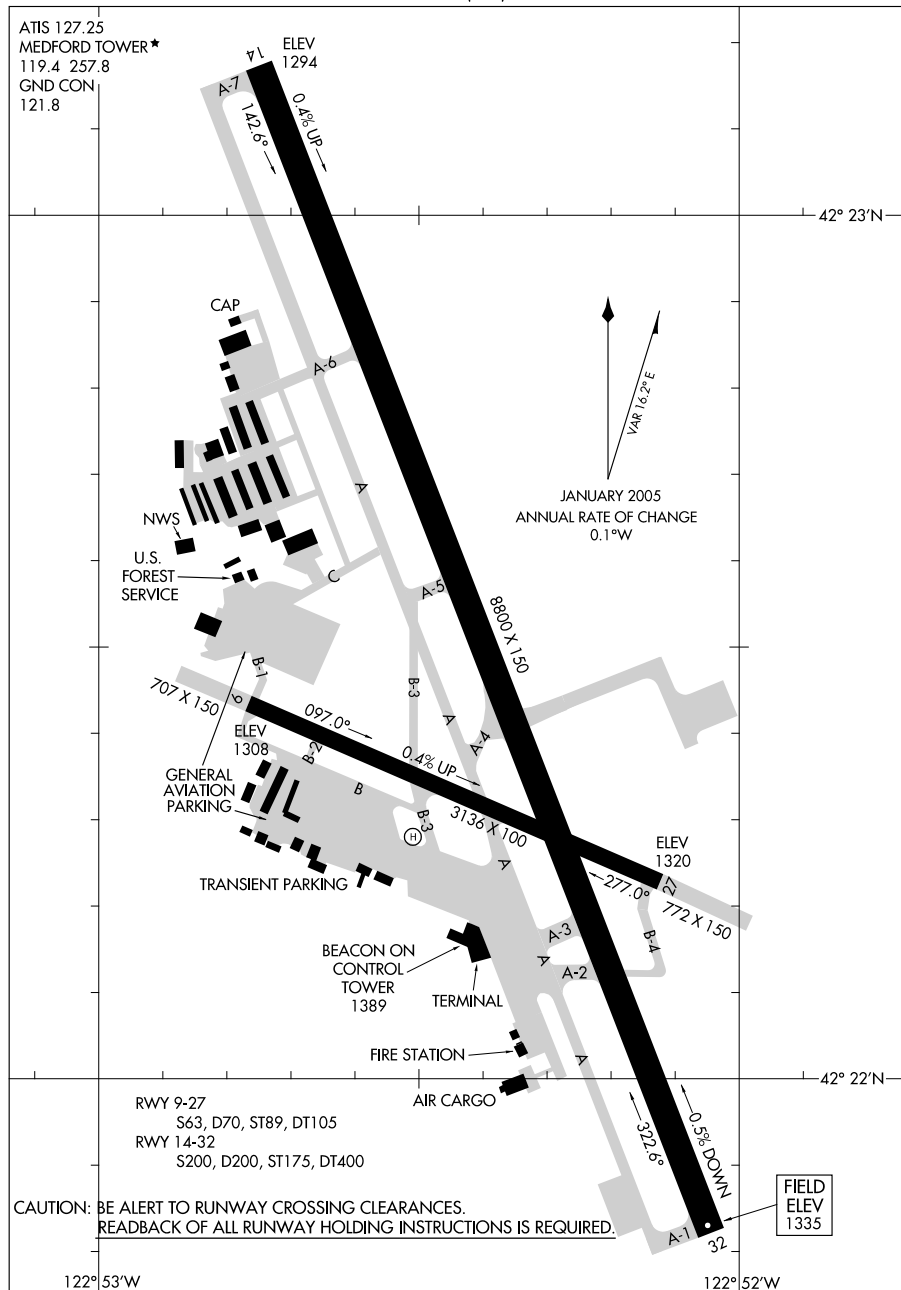 ATIS 127.25
MEDFORD TOWER★
119.4 257.8
GND CON
121.8
14
ELEV
1294
A-7
142.6°
0.4% UP
42° 23'N
CAP
A-6
VAR 16.2° E
JANUARY 2005
ANNUAL RATE OF CHANGE
0.1°W
A
NWS
U.S.
FOREST
SERVICE
C
A-5
8800 X 150
B-1
B-3
707 X 150
9
097.0°
A
A-4
ELEV
1308
B-2
0.4% UP
GENERAL
AVIATION
PARKING
B
B-3
3136 X 100
H
A
ELEV
1320
27
277.0°
772 X 150
TRANSIENT PARKING
A-3
B-4
A
A-2
BEACON ON
CONTROL
TOWER
1389
TERMINAL
FIRE STATION
A
42° 22'N
AIR CARGO
RWY 9-27
S63, D70, ST89, DT105
RWY 14-32
S200, D200, ST175, DT400
322.6°
0.5% DOWN
CAUTION: BE ALERT TO RUNWAY CROSSING CLEARANCES.
READBACK OF ALL RUNWAY HOLDING INSTRUCTIONS IS REQUIRED.
FIELD
ELEV
1335
A-1
32
122° 53'W
122° 52'W